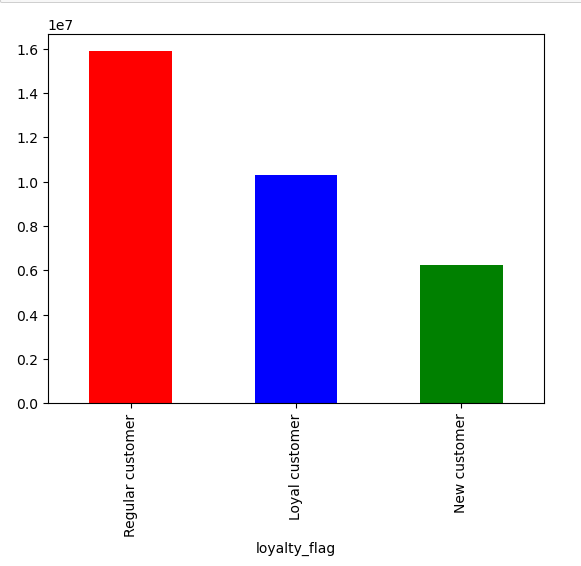 1e7
1.6
1.4
1.2
1.0
0.8
0.6
0.4
0.2
0.0
Regular customer
Loyal customer
New customer
loyalty_flag